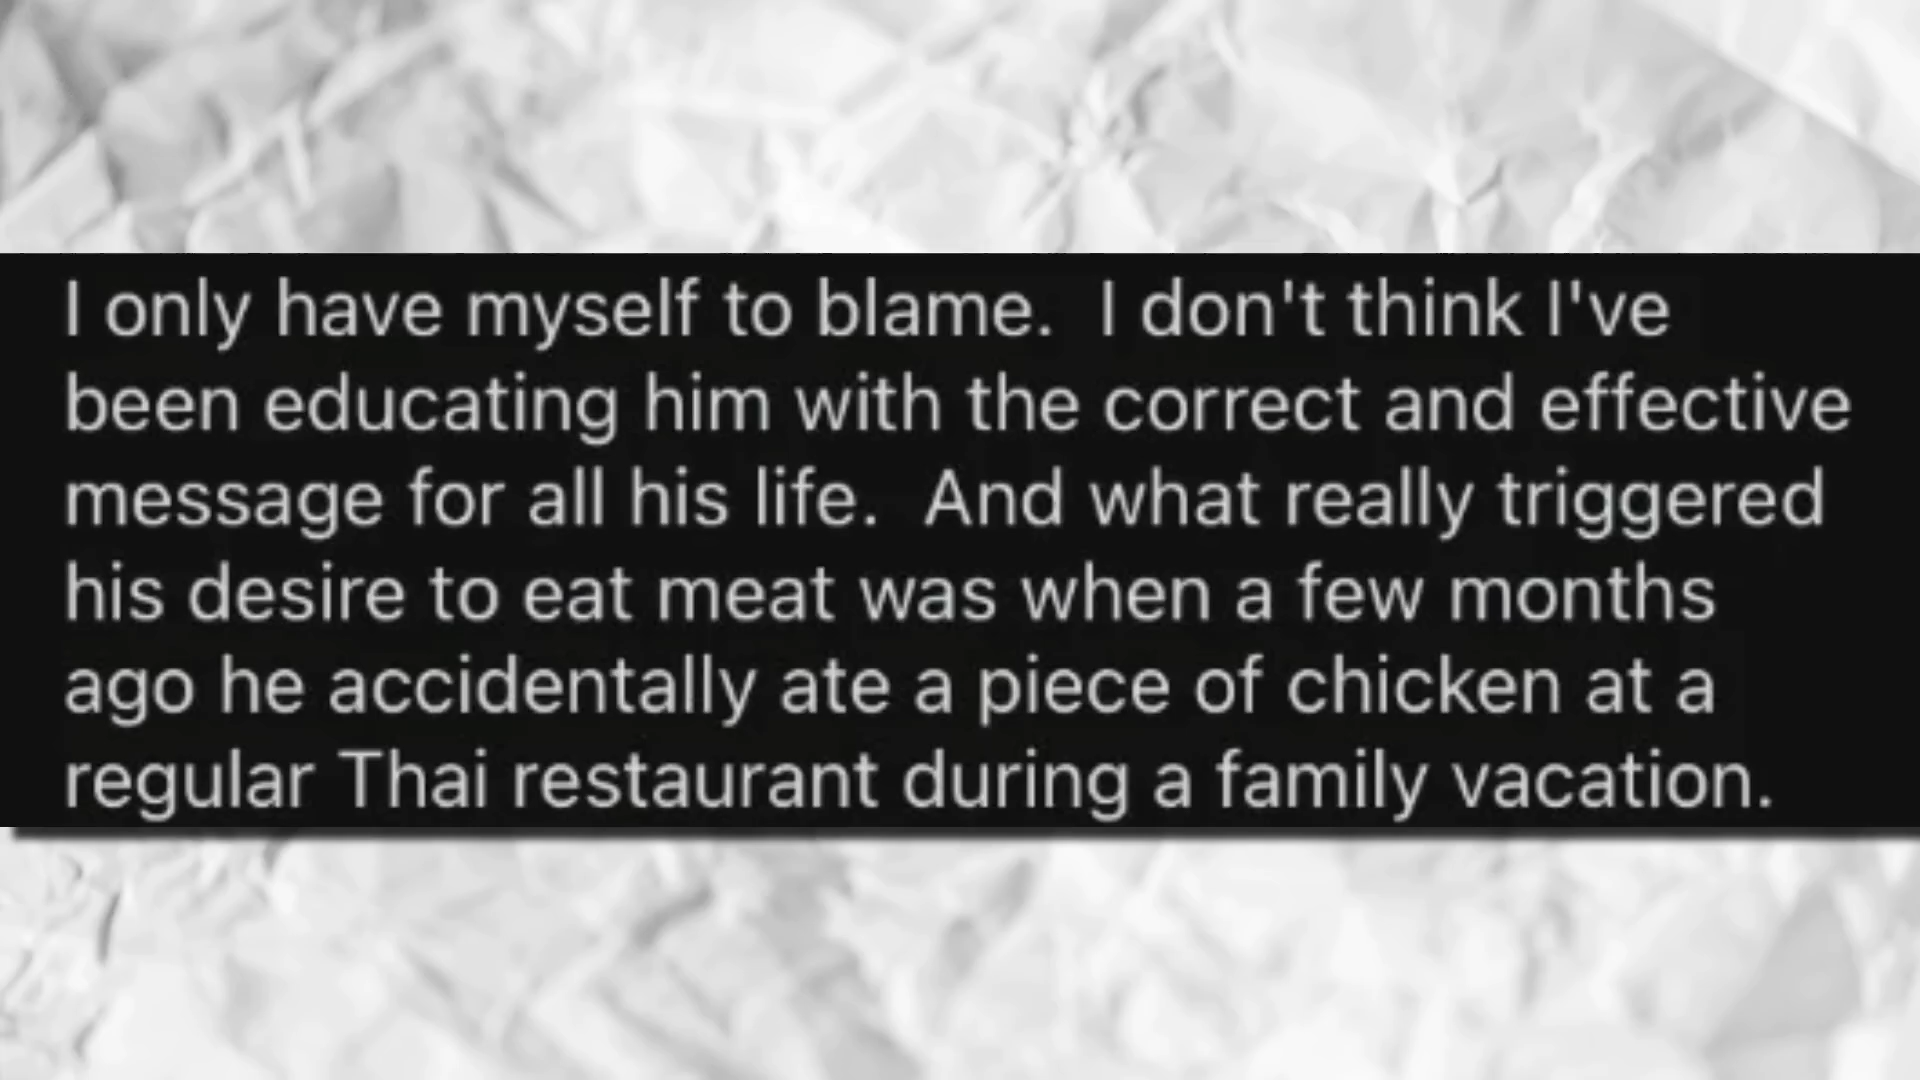 I only have myself to blame.  I don't think I've
been educating him with the correct and effective
message for all his life.  And what really triggered
his desire to eat meat was when a few months
ago he accidentally ate a piece of chicken at a
regular Thai restaurant during a family vacation.